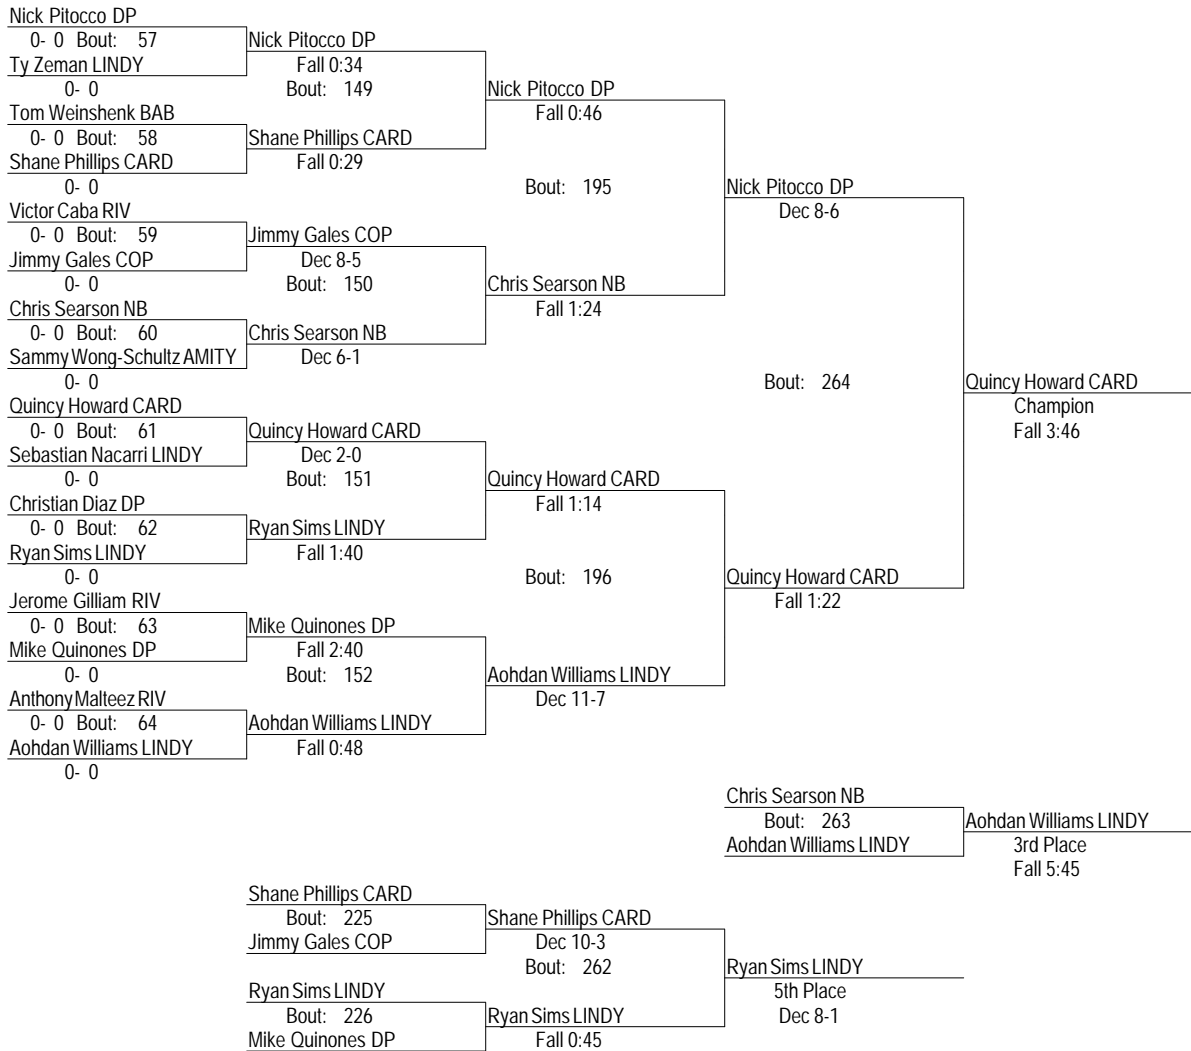 Nick Pitocco DP
0- 0 Bout: 57
Ty Zeman LINDY
0- 0
Tom Weinshenk BAB
0- 0 Bout: 58
Shane Phillips CARD
0- 0
Victor Caba RIV
0- 0 Bout: 59
Jimmy Gales COP
0- 0
Chris Searson NB
0- 0 Bout: 60
Sammy Wong-Schultz AMITY
0- 0
Quincy Howard CARD
0- 0 Bout: 61
Sebastian Nacarri LINDY
0- 0
Christian Diaz DP
0- 0 Bout: 62
Ryan Sims LINDY
0- 0
Jerome Gilliam RIV
0- 0 Bout: 63
Mike Quinones DP
0- 0
Anthony Malteez RIV
0- 0 Bout: 64
Aohdan Williams LINDY
0- 0
Nick Pitocco DP
Fall 0:34
Bout: 149
Shane Phillips CARD
Fall 0:29
Jimmy Gales COP
Dec 8-5
Bout: 150
Chris Searson NB
Dec 6-1
Quincy Howard CARD
Dec 2-0
Bout: 151
Ryan Sims LINDY
Fall 1:40
Mike Quinones DP
Fall 2:40
Bout: 152
Aohdan Williams LINDY
Fall 0:48
Nick Pitocco DP
Fall 0:46
Bout: 195
Chris Searson NB
Fall 1:24
Quincy Howard CARD
Fall 1:14
Bout: 196
Aohdan Williams LINDY
Dec 11-7
Nick Pitocco DP
Dec 8-6
Bout: 264
Quincy Howard CARD
Fall 1:22
Quincy Howard CARD
Champion
Fall 3:46
Chris Searson NB
Bout: 263
Aohdan Williams LINDY
Aohdan Williams LINDY
3rd Place
Fall 5:45
Shane Phillips CARD
Bout: 225
Jimmy Gales COP
Ryan Sims LINDY
Bout: 226
Mike Quinones DP
Shane Phillips CARD
Dec 10-3
Bout: 262
Ryan Sims LINDY
Fall 0:45
Ryan Sims LINDY
5th Place
Dec 8-1